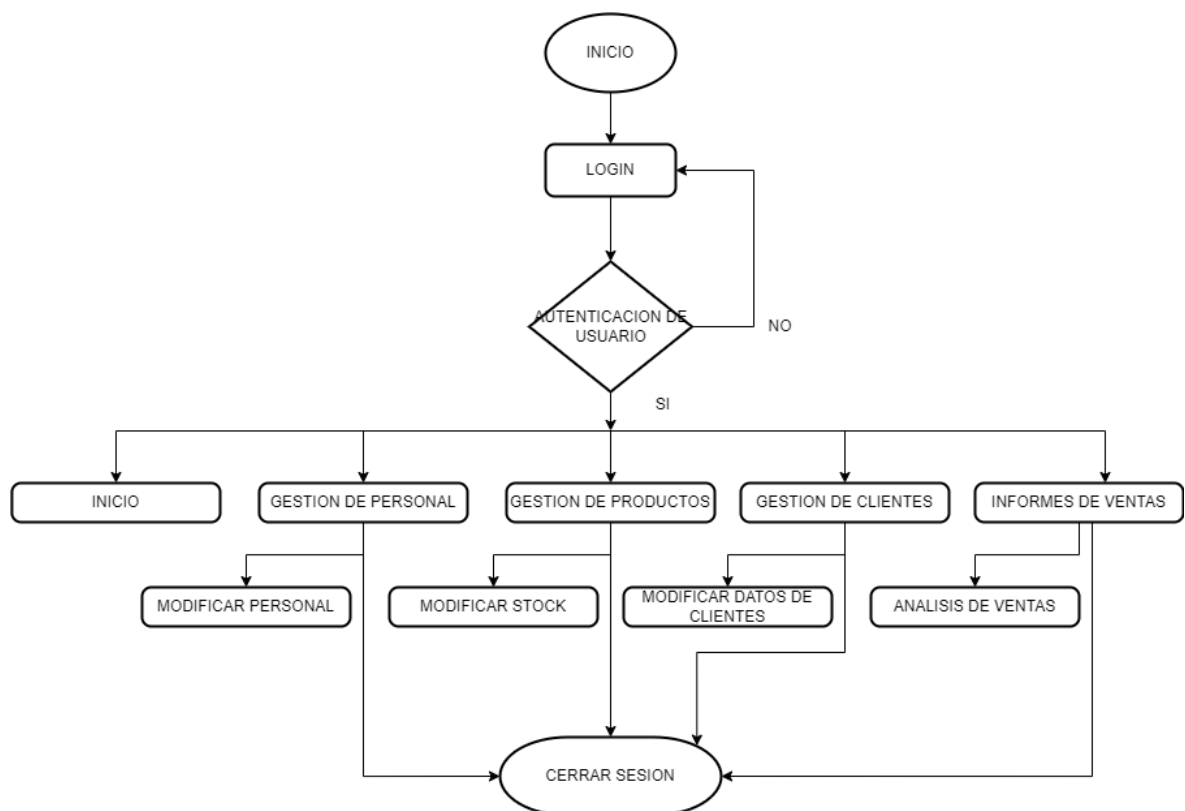 INICIO
LOGIN
AUTENTICACION DE
USUARIO
NO
SI
INICIO
GESTION DE PERSONAL
GESTION DE PRODUCTOS
GESTION DE CLIENTES
INFORMES DE VENTAS
MODIFICAR PERSONAL
MODIFICAR STOCK
MODIFICAR DATOS DE
CLIENTES
ANALISIS DE VENTAS
CERRAR SESION